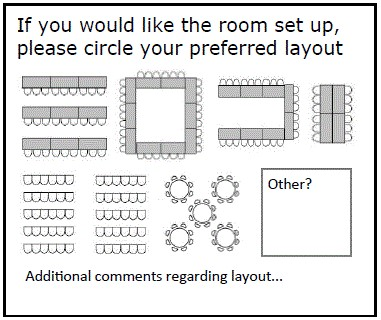 If you would like the room set up,
please circle your preferred layout
Other?
Additional comments regarding layout...